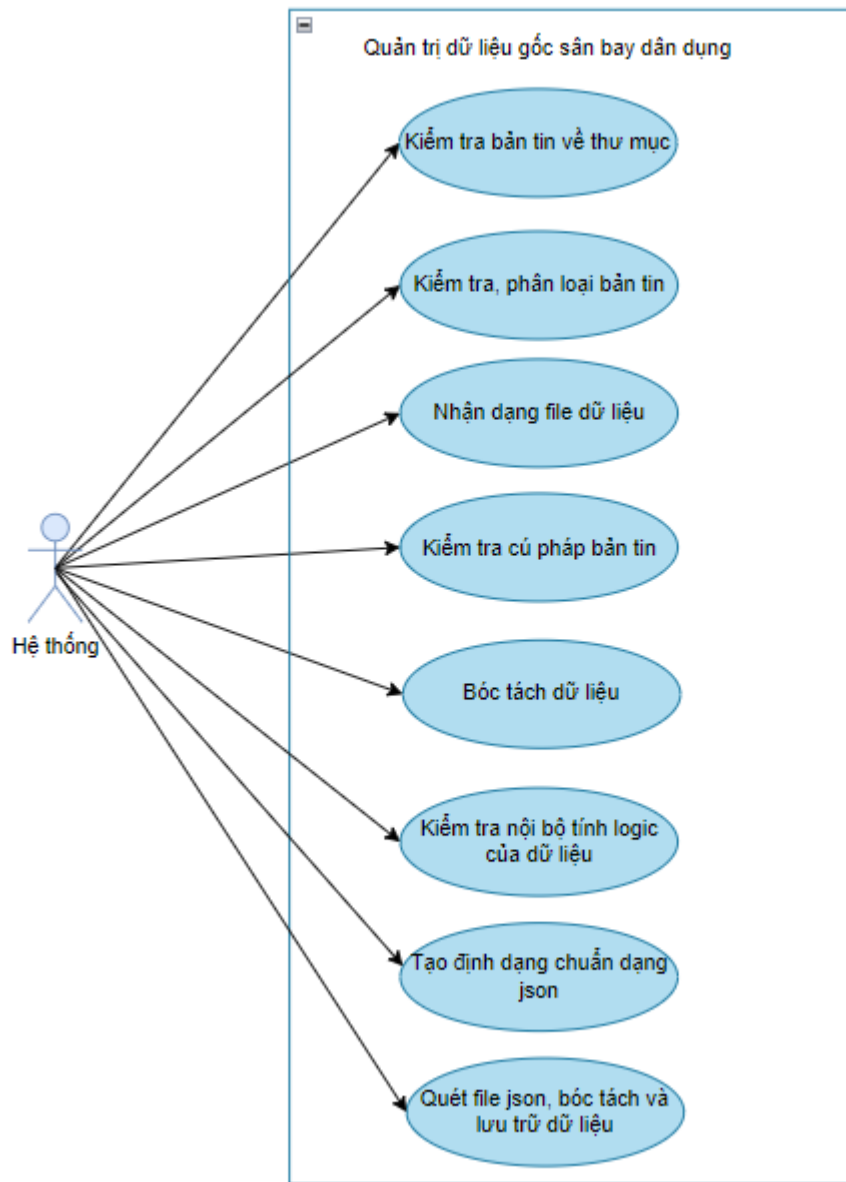 Quản trị dữ liệu gốc sân bay dân dụng
Kiểm tra bản tin về thư mục
Kiểm tra, phân loại bản tin
Nhận dạng file dữ liệu
Kiểm tra cú pháp bản tin
Hệ thống
Bóc tách dữ liệu
Kiểm tra nội bộ tính logic
của dữ liệu
Tạo định dạng chuẩn dạng
json
Quét file json, bóc tách và
lưu trữ dữ liệu